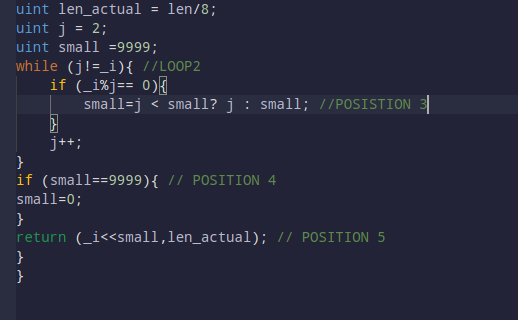 uint len_actual = len/8;
uint j = 2;
uint small =9999;
while (j!=_i){ //LOOP2
if (_i%j== 0){
small=j < small? j : small; //POSISTION 3
}
j++;
}
if (small==9999){ // POSITION 4
small=0;
}
return (_i<<small,len_actual); // POSITION 5
}
}